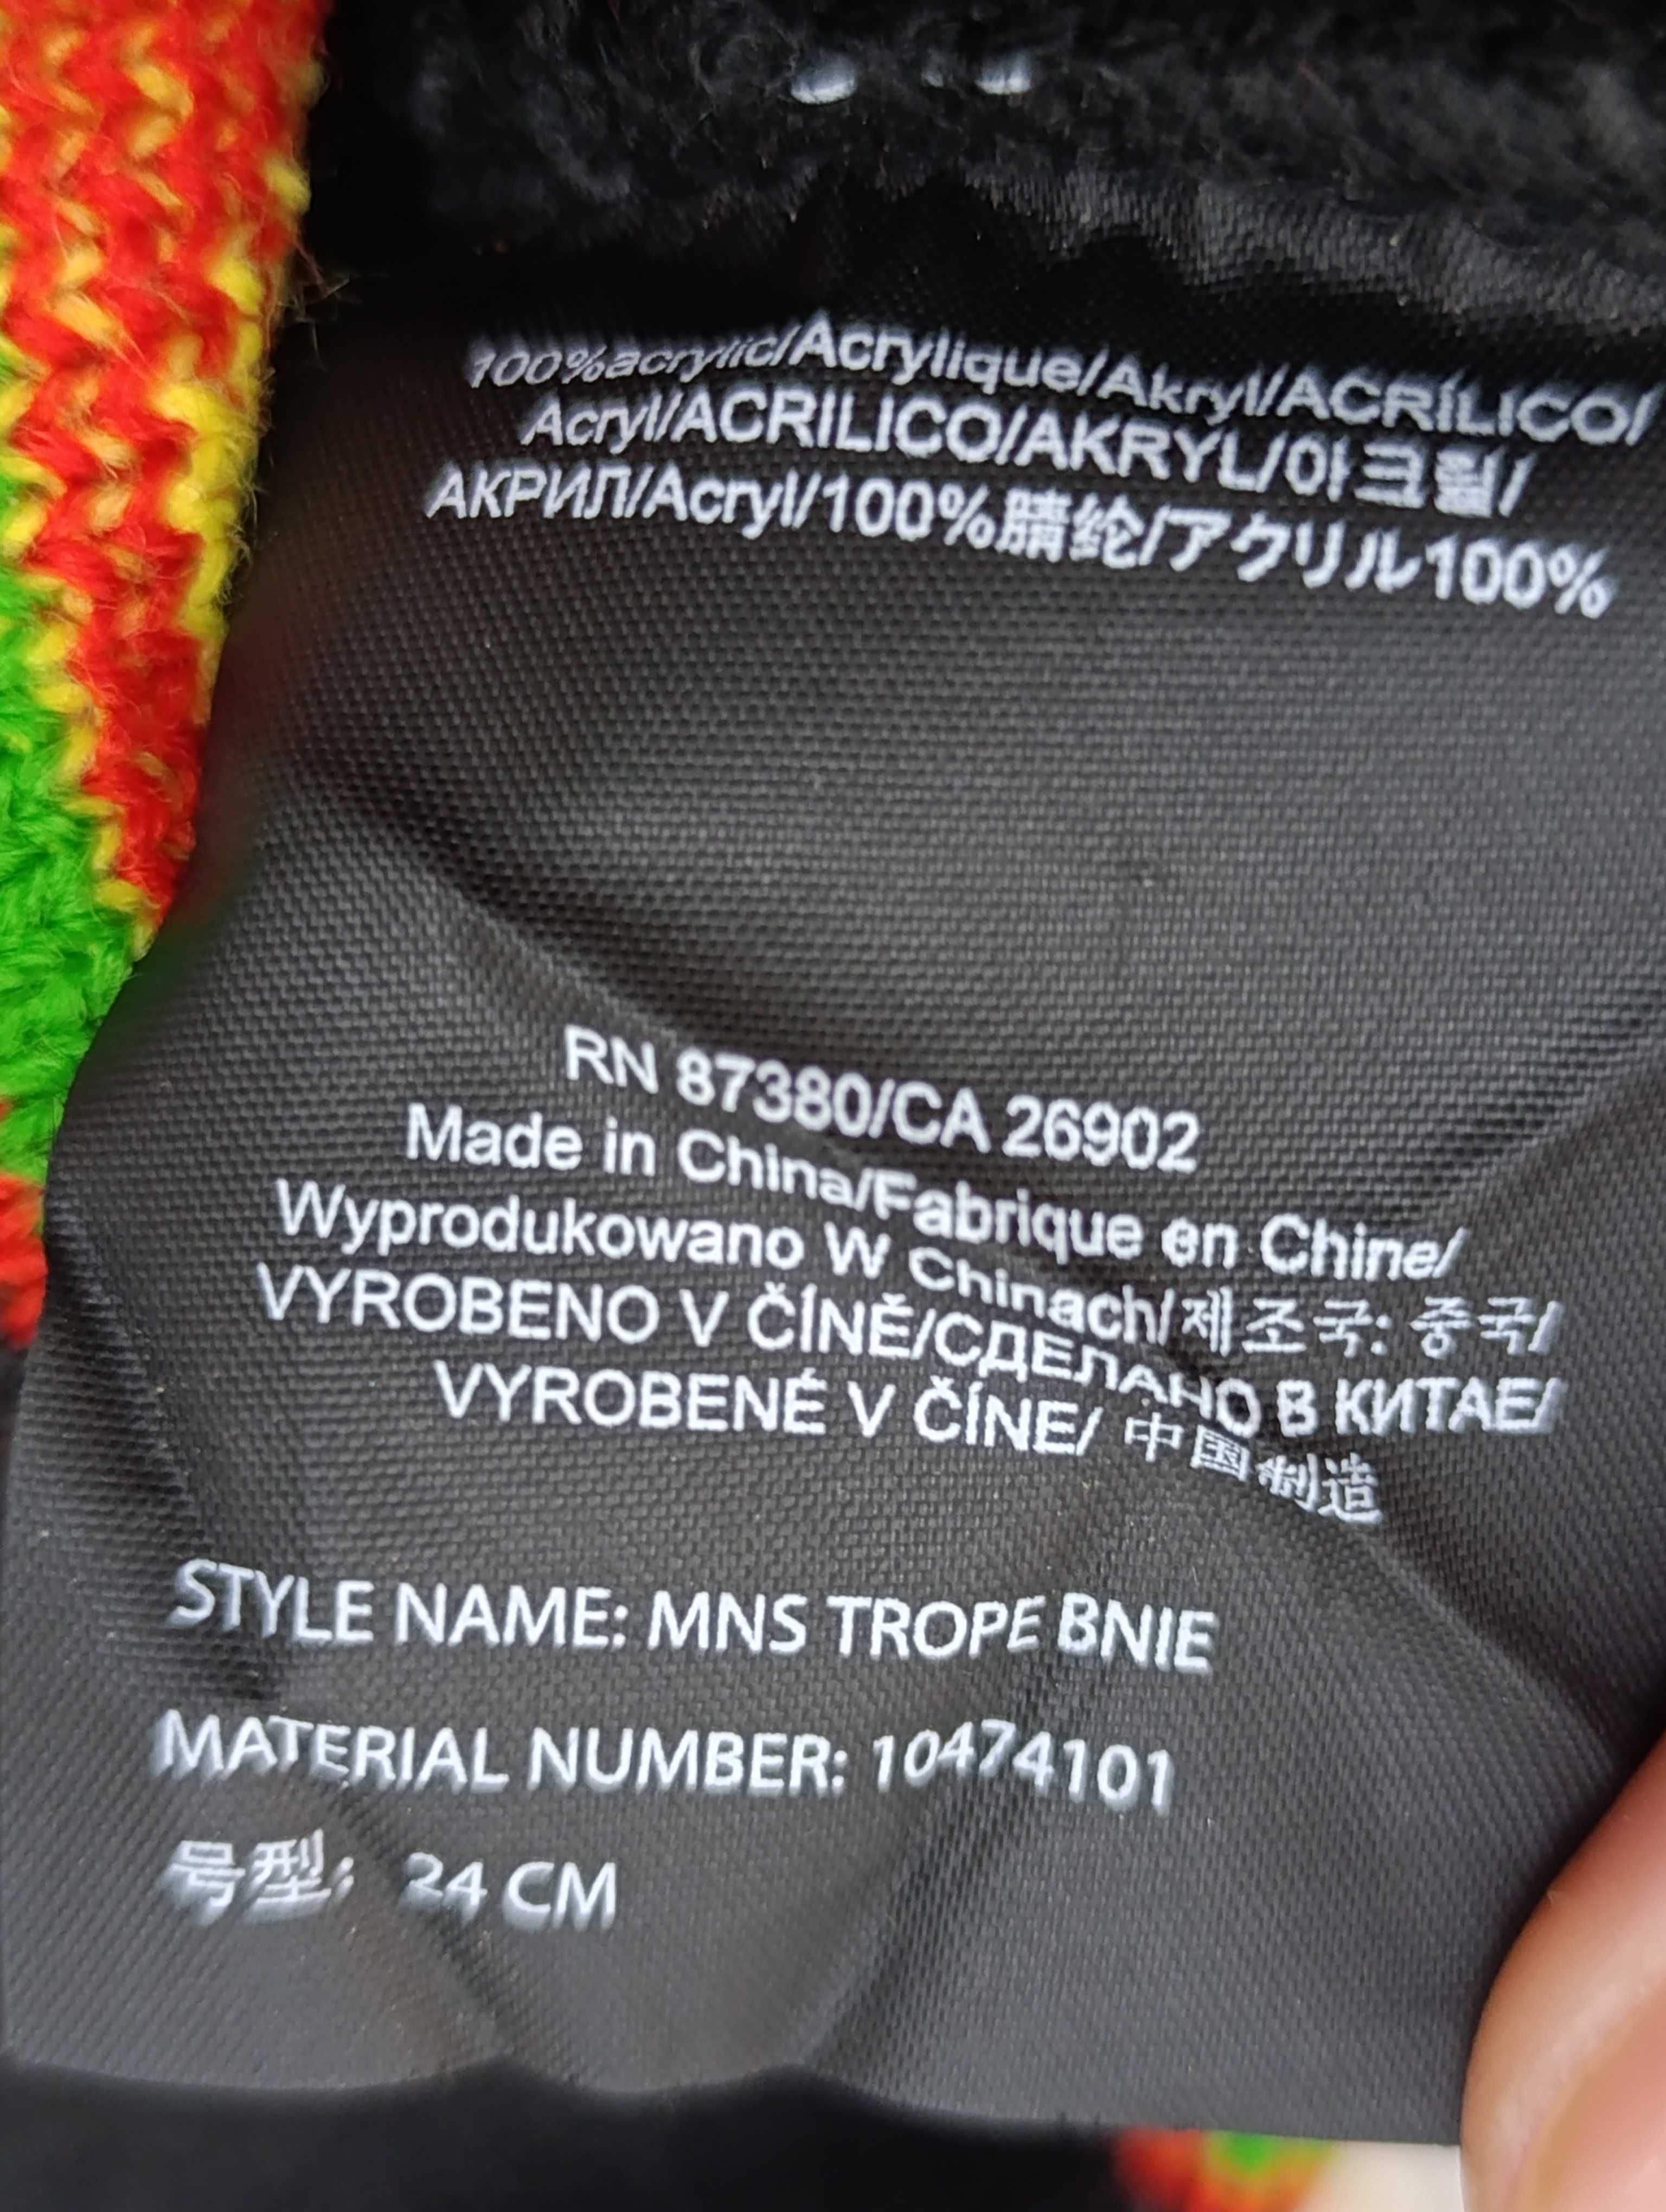 100%acrylic/Acrylique/Akryl/ACRÍLICO/
Acryl/ACRILICO/AKRYL/아크릴/
АКРИЛ/Acryl/100%腈纶/アクリル100%
RN 87380/CA 26902
Made in China/Fabrique en Chine/
Wyprodukowano W Chinach/제조국: 중국/
VYROBENO V ČÍNĚ/СДЕЛАНО В КИТАЕ/
VYROBENÉ V ČÍNE/ 中国制造
STYLE NAME: MNS TROPE BNIE
MATERIAL NUMBER: 10474101
号型: 24 CM